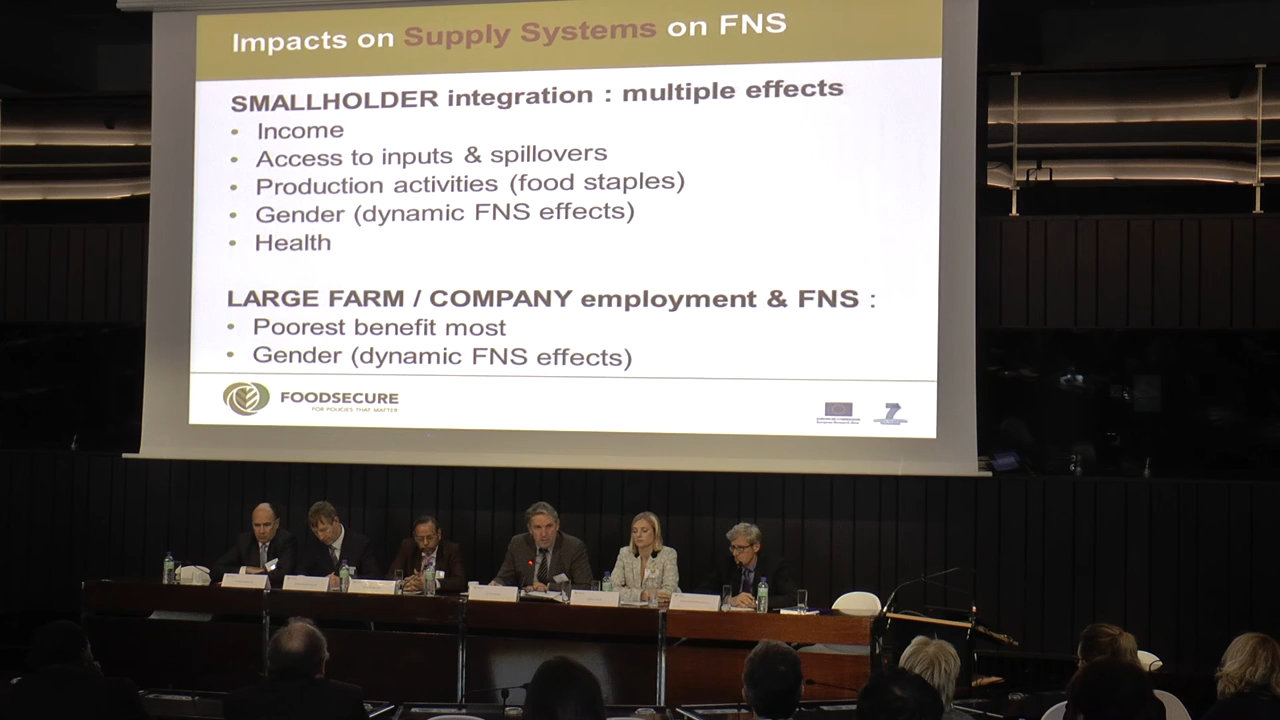 Impacts on Supply Systems on FNS
SMALLHOLDER integration : multiple effects
• Income
• Access to inputs & spillovers
• Production activities (food staples)
• Gender (dynamic FNS effects)
• Health
LARGE FARM / COMPANY employment & FNS :
• Poorest benefit most
• Gender (dynamic FNS effects)
FOODSECURE
FOR POLICIES THAT MATTER